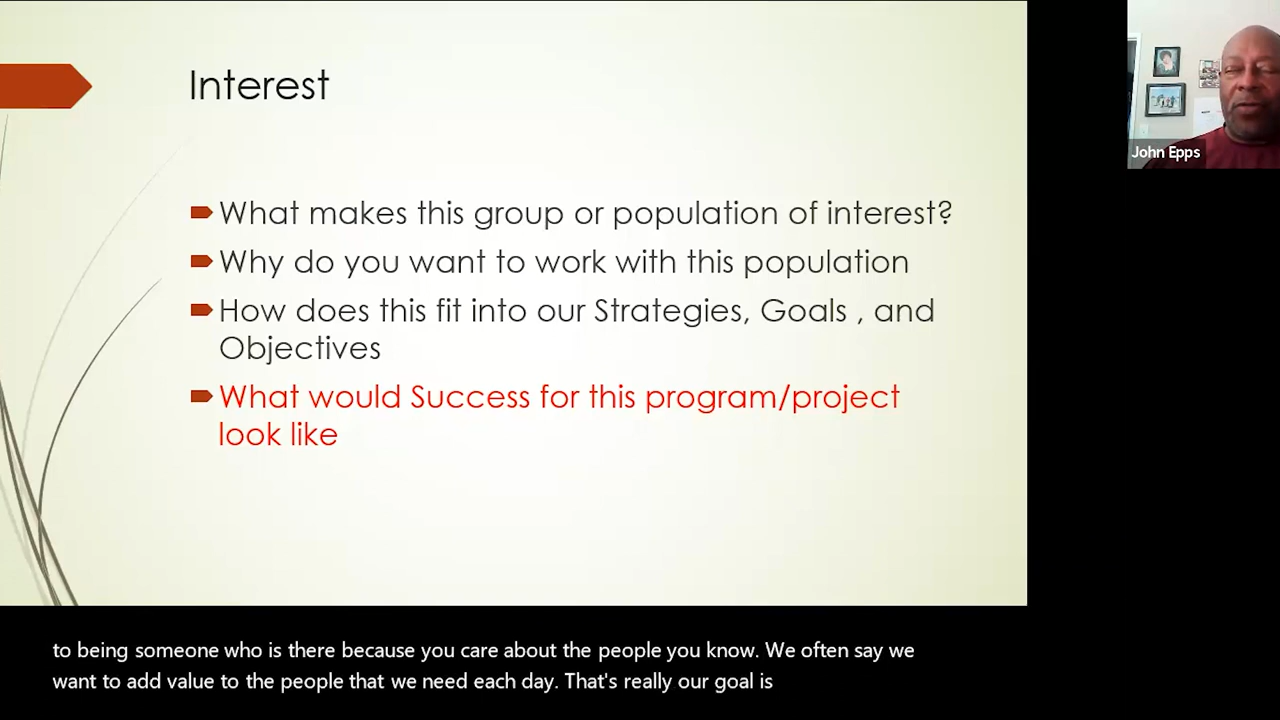 Interest
What makes this group or population of interest?
Why do you want to work with this population
How does this fit into our Strategies, Goals , and
Objectives
What would Success for this program/project
look like
John Epps
to being someone who is there because you care about the people you know. We often say we
want to add value to the people that we need each day. That's really our goal is